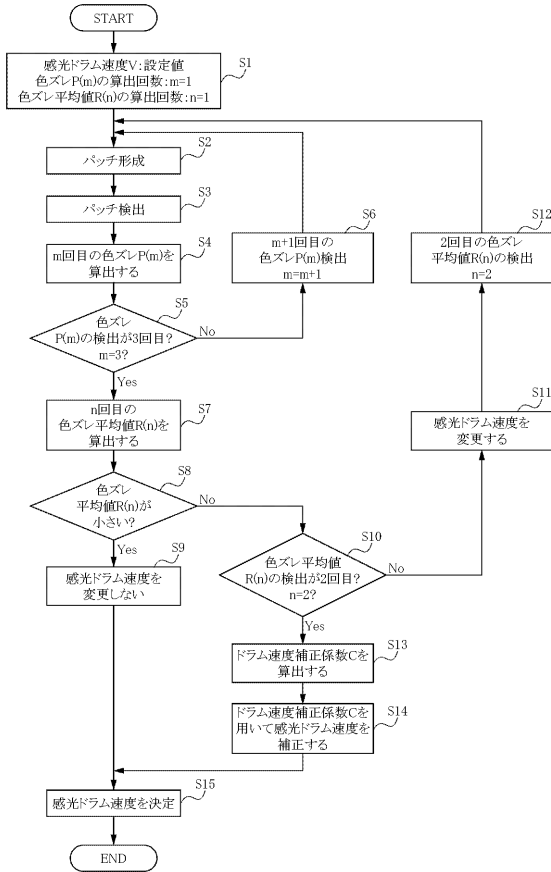 START
S1
感光ドラム速度V:設定値
色ズレP(m)の算出回数:m=1
色ズレ平均値R(n)の算出回数:n=1
S2
パッチ形成
S3
パッチ検出
S4
m回目の色ズレP(m)を
算出する
S5
色ズレ
P(m)の検出が3回目?
m=3?
No
Yes
S6
m+1回目の
色ズレP(m)検出
m=m+1
S7
n回目の
色ズレ平均値R(n)を
算出する
S8
色ズレ
平均値R(n)が
小さい?
No
Yes
S9
感光ドラム速度を
変更しない
S10
色ズレ平均値
R(n)の検出が2回目?
n=2?
No
Yes
S11
感光ドラム速度を
変更する
S12
2回目の色ズレ
平均値R(n)の検出
n=2
S13
ドラム速度補正係数Cを
算出する
S14
ドラム速度補正係数Cを
用いて感光ドラム速度を
補正する
S15
感光ドラム速度を決定
END